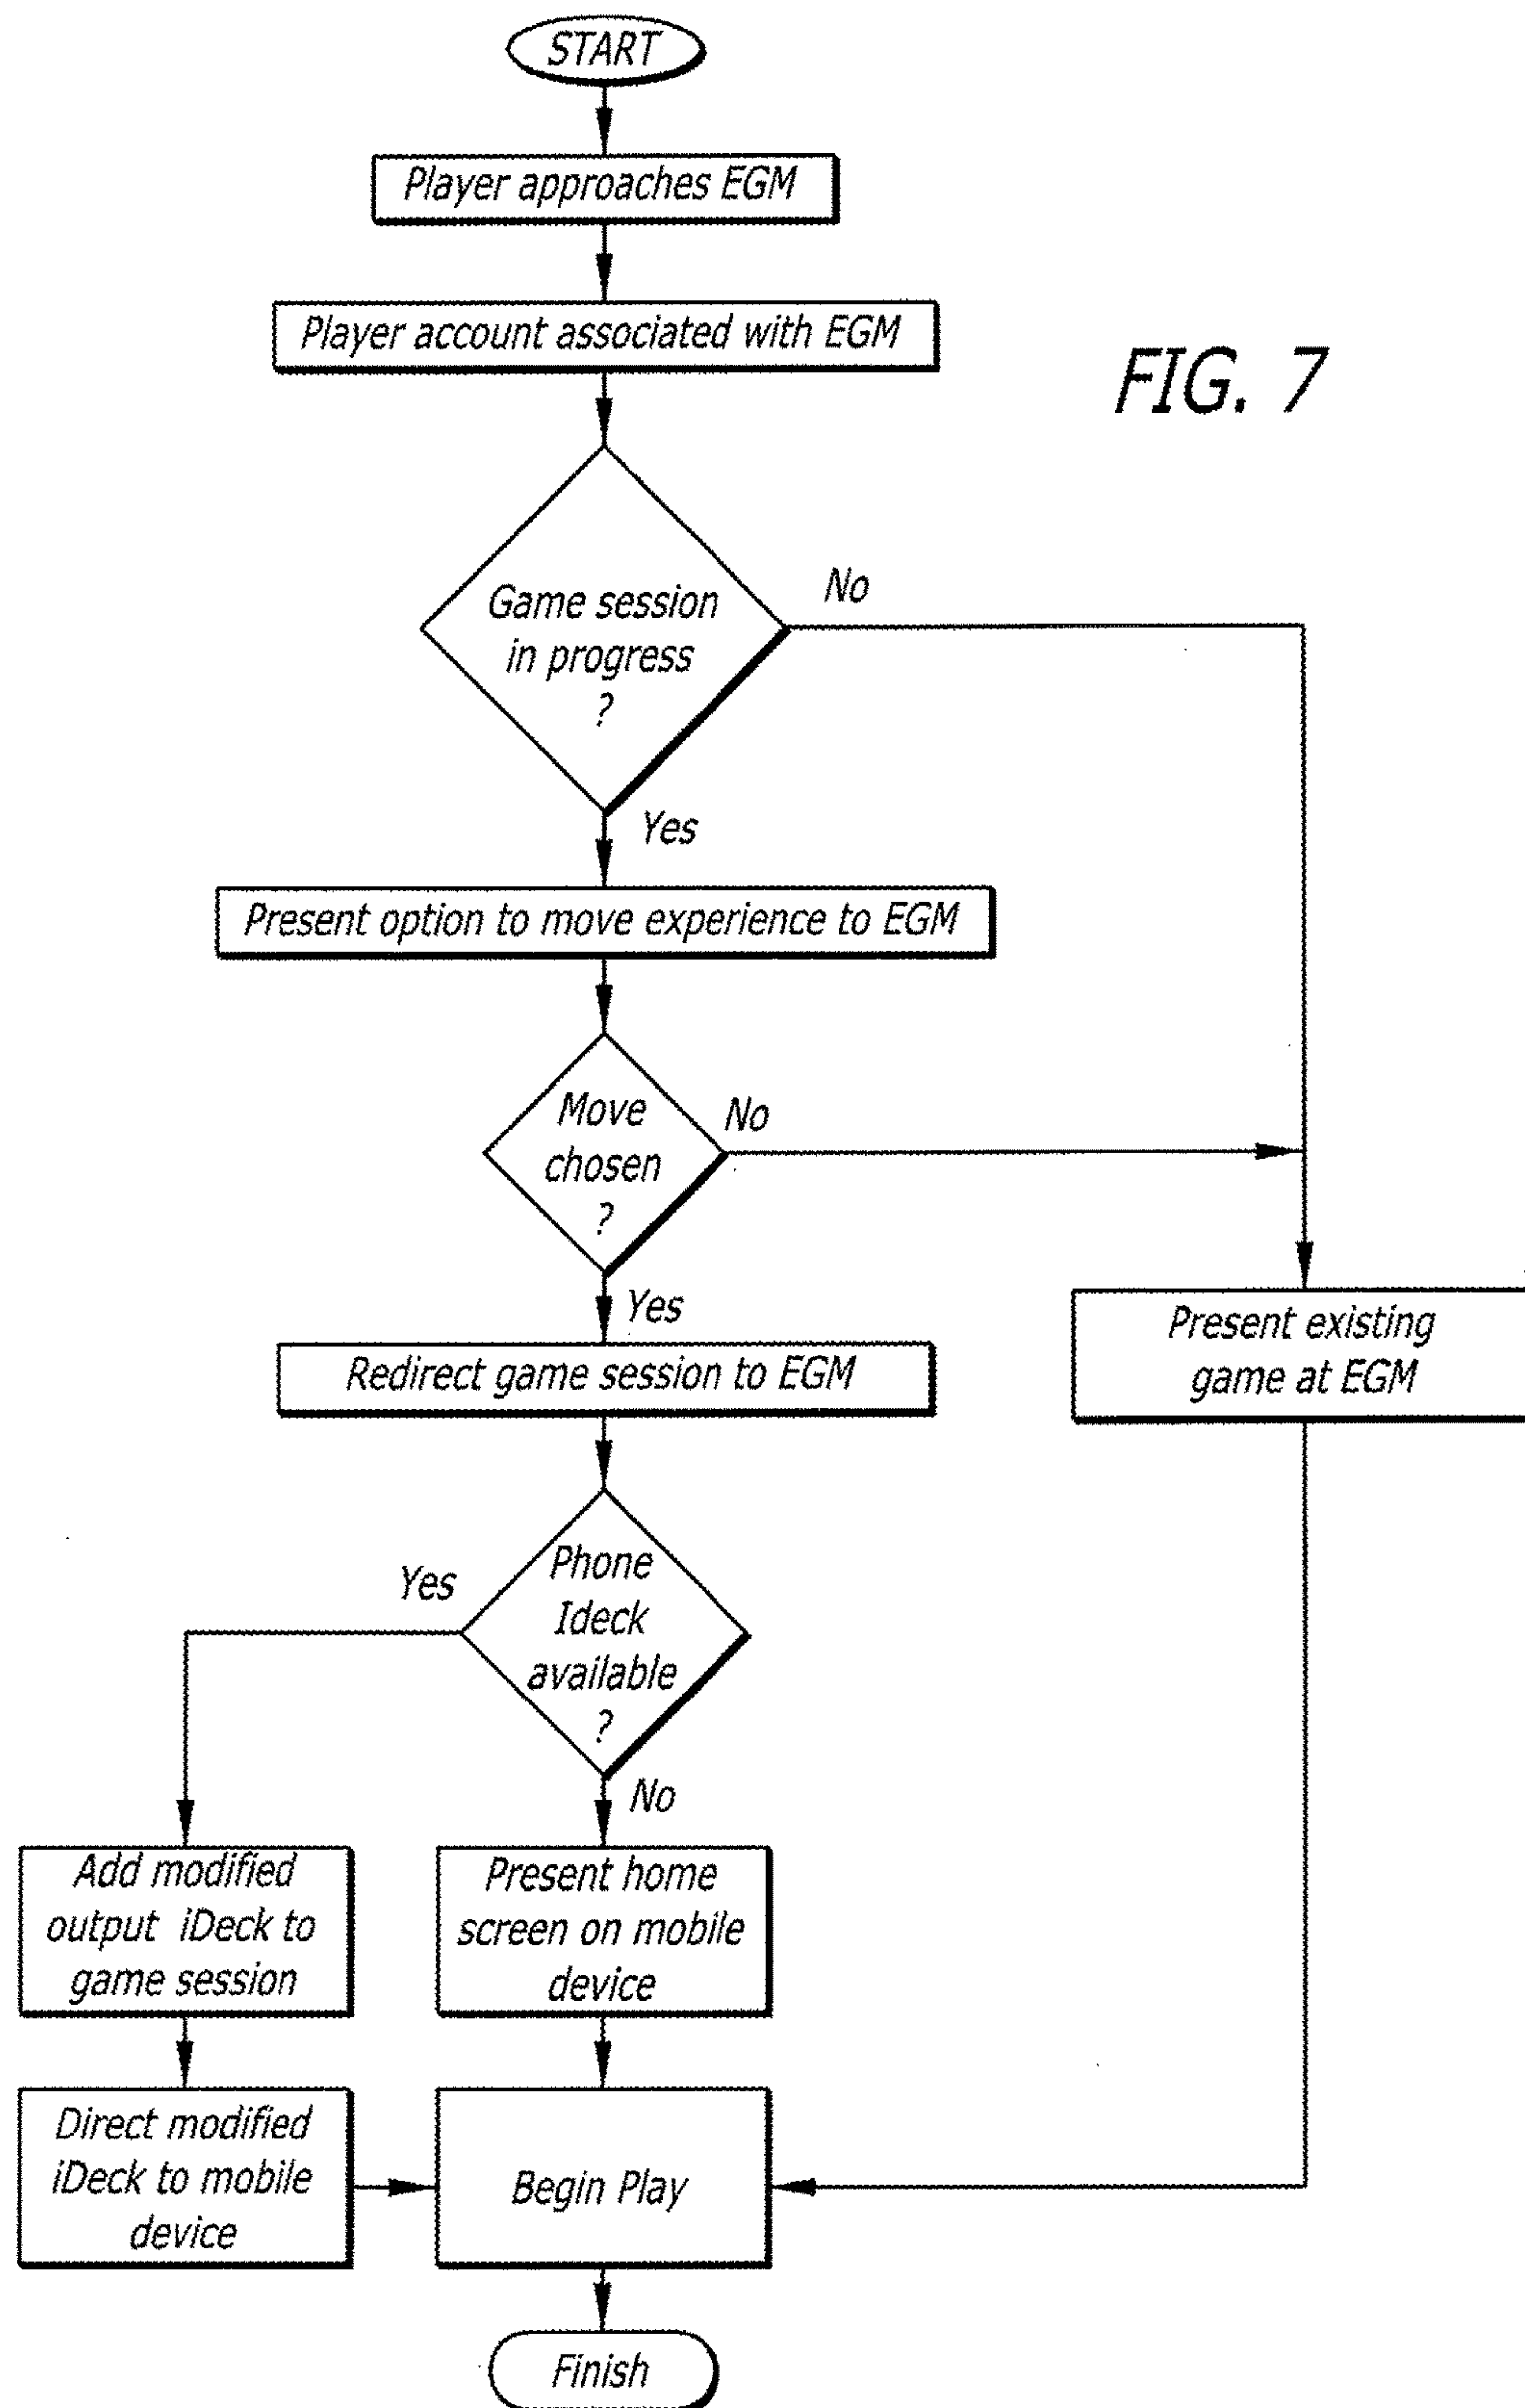 START
Player approaches EGM
Player account associated with EGM
FIG. 7
Game session
in progress
?
No
Yes
Present option to move experience to EGM
Move
chosen
?
No
Yes
Redirect game session to EGM
Present existing
game at EGM
Phone
Ideck
available
?
Yes
No
Add modified
output iDeck to
game session
Present home
screen on mobile
device
Direct modified
iDeck to mobile
device
Begin Play
Finish